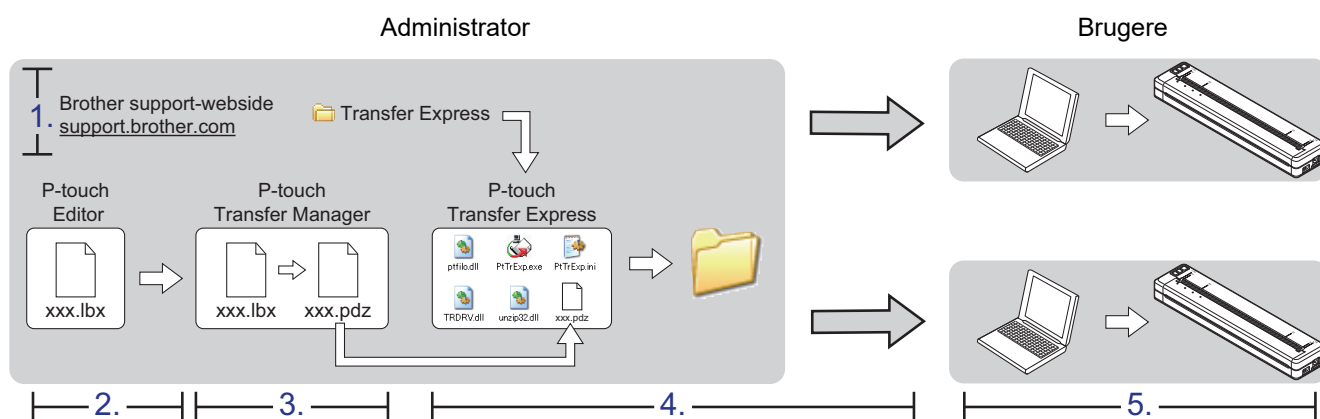 Administrator
Brugere
1.
Brother support-webside
support.brother.com
Transfer Express
P-touch
Editor
xxx.lbx
P-touch
Transfer Manager
xxx.lbx
xxx.pdz
P-touch
Transfer Express
ptfilo.dll
PtTrExp.exe
PtTrExp.ini
TRDRV.dll
unzip32.dll
xxx.pdz
2.
3.
4.
5.